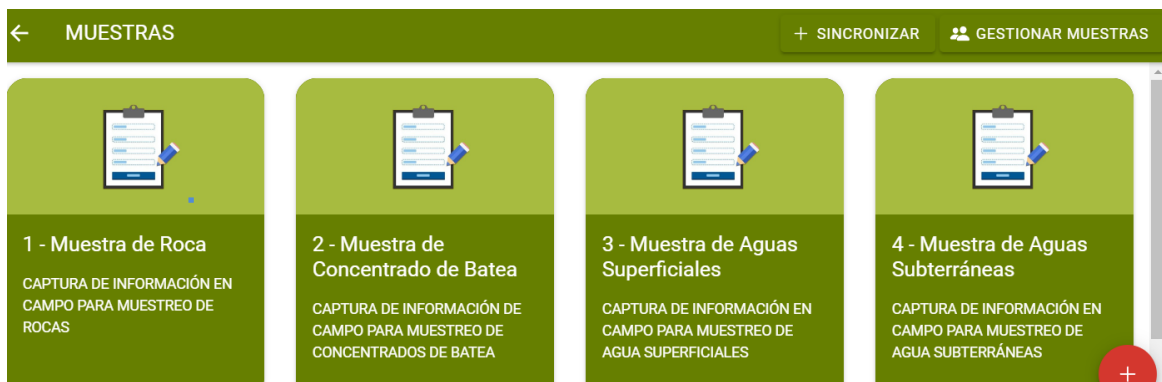 MUESTRAS
+ SINCRONIZAR
GESTIONAR MUESTRAS
1 - Muestra de Roca
CAPTURA DE INFORMACIÓN EN
CAMPO PARA MUESTREO DE
ROCAS
2 - Muestra de
Concentrado de Batea
CAPTURA DE INFORMACIÓN DE
CAMPO PARA MUESTREO DE
CONCENTRADOS DE BATEA
3 - Muestra de Aguas
Superficiales
CAPTURA DE INFORMACIÓN EN
CAMPO PARA MUESTREO DE
AGUA SUPERFICIALES
4 - Muestra de Aguas
Subterráneas
CAPTURA DE INFORMACIÓN EN
CAMPO PARA MUESTREO DE
AGUA SUBTERRÁNEAS
+